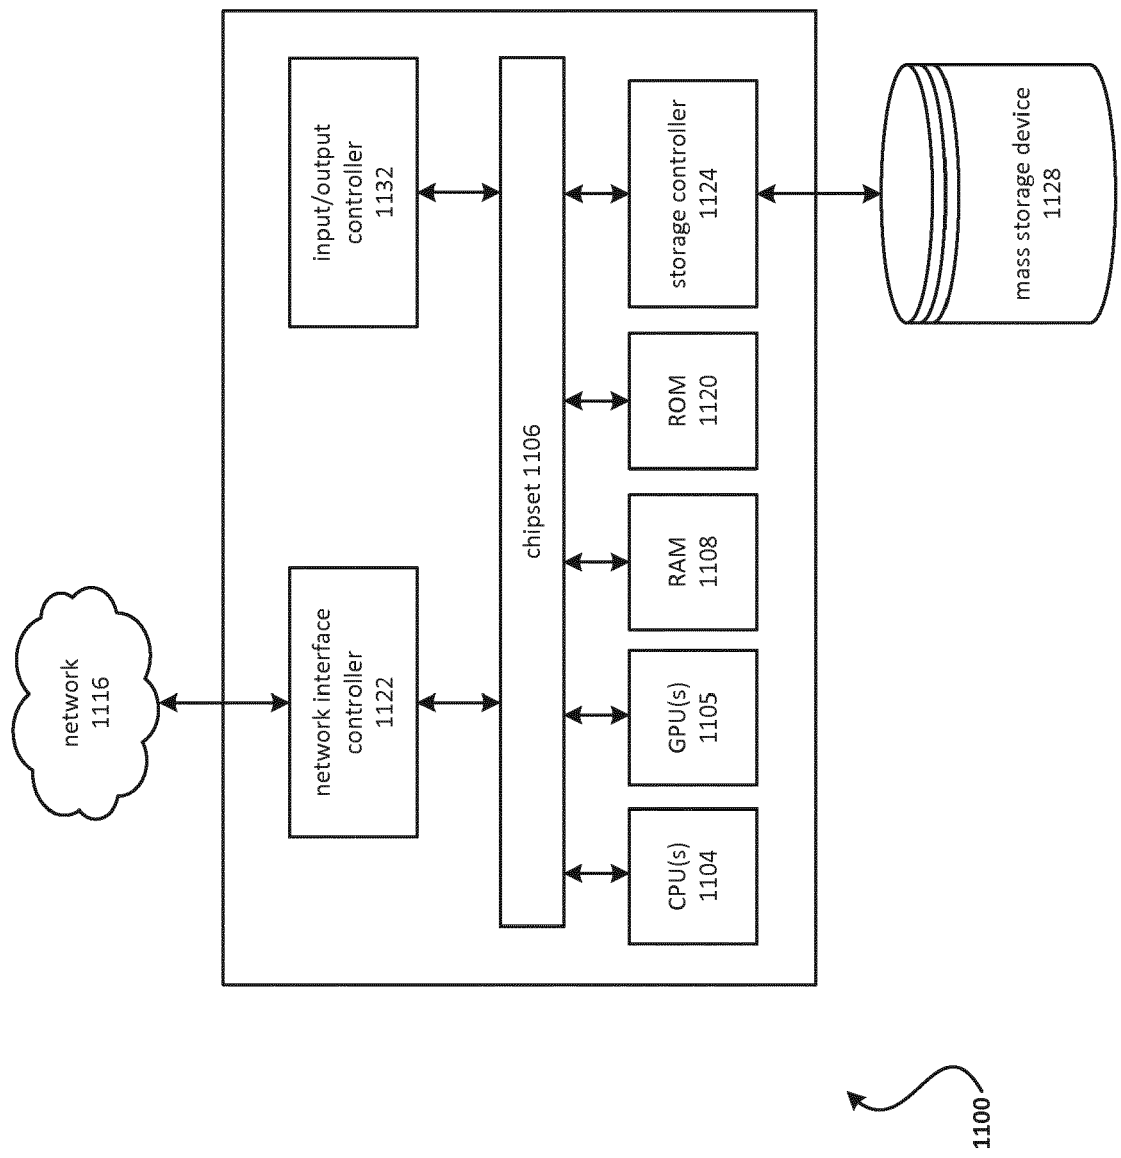 network
1116
network interface
controller
1122
input/output
controller
1132
chipset 1106
CPU(s)
1104
GPU(s)
1105
RAM
1108
ROM
1120
storage controller
1124
mass storage device
1128
1100